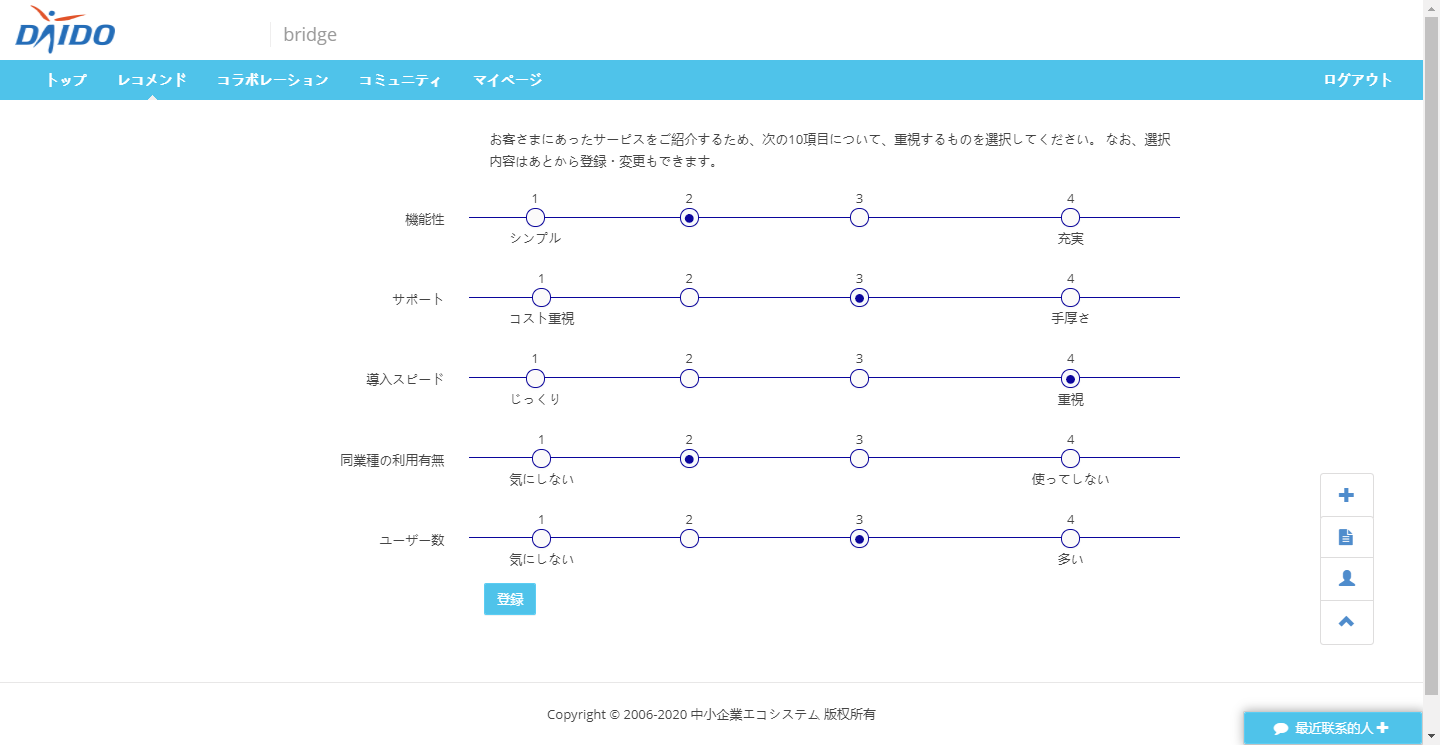 DAIDO
bridge
トップ レコメンド コラボレーション コミュニティ マイページ ログアウト
お客さまにあったサービスをご紹介するため、次の10項目について、重視するものを選択してください。 なお、選択
内容はあとから登録・変更もできます。
1 2 3 4
機能性
シンプル 充実
1 2 3 4
サポート
コスト重視 手厚さ
1 2 3 4
導入スピード
じっくり 重視
1 2 3 4
同業種の利用有無
気にしない 使ってしない
1 2 3 4
ユーザー数
気にしない 多い
登録
Copyright © 2006-2020 中小企業エコシステム 版权所有
最近联系的人